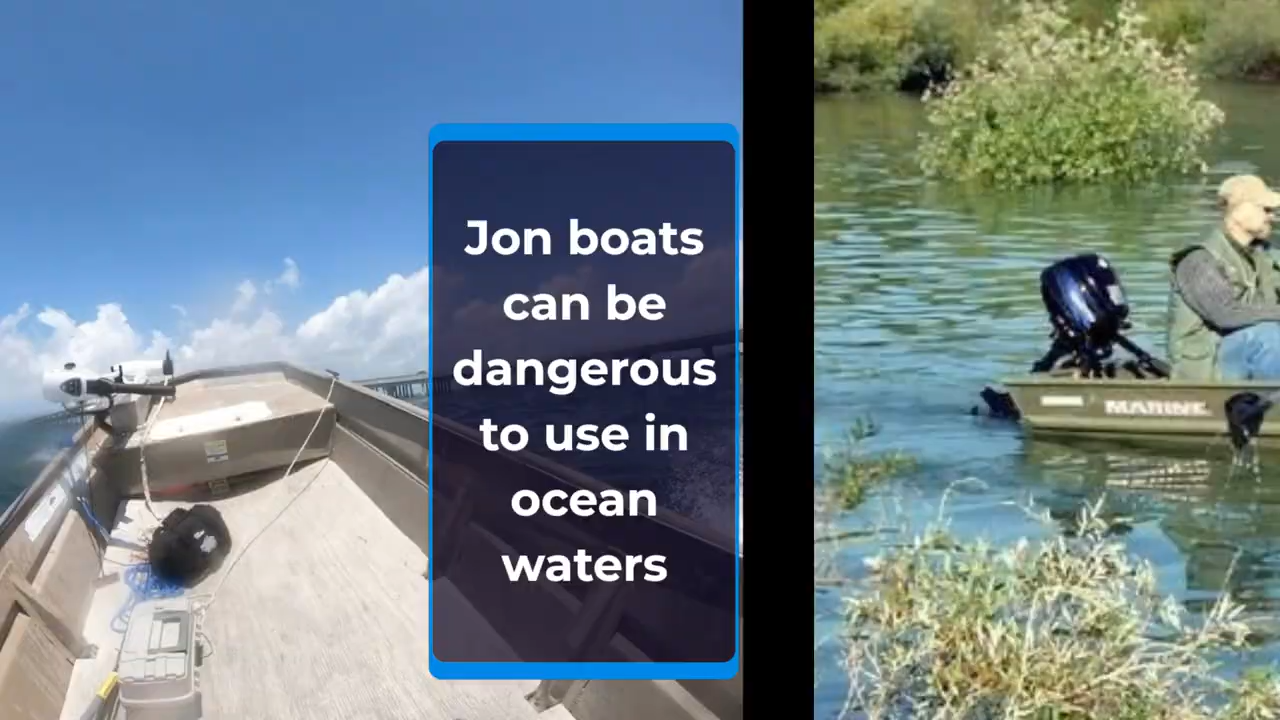 Jon boats
can be
dangerous
to use in
ocean
waters
MARINE